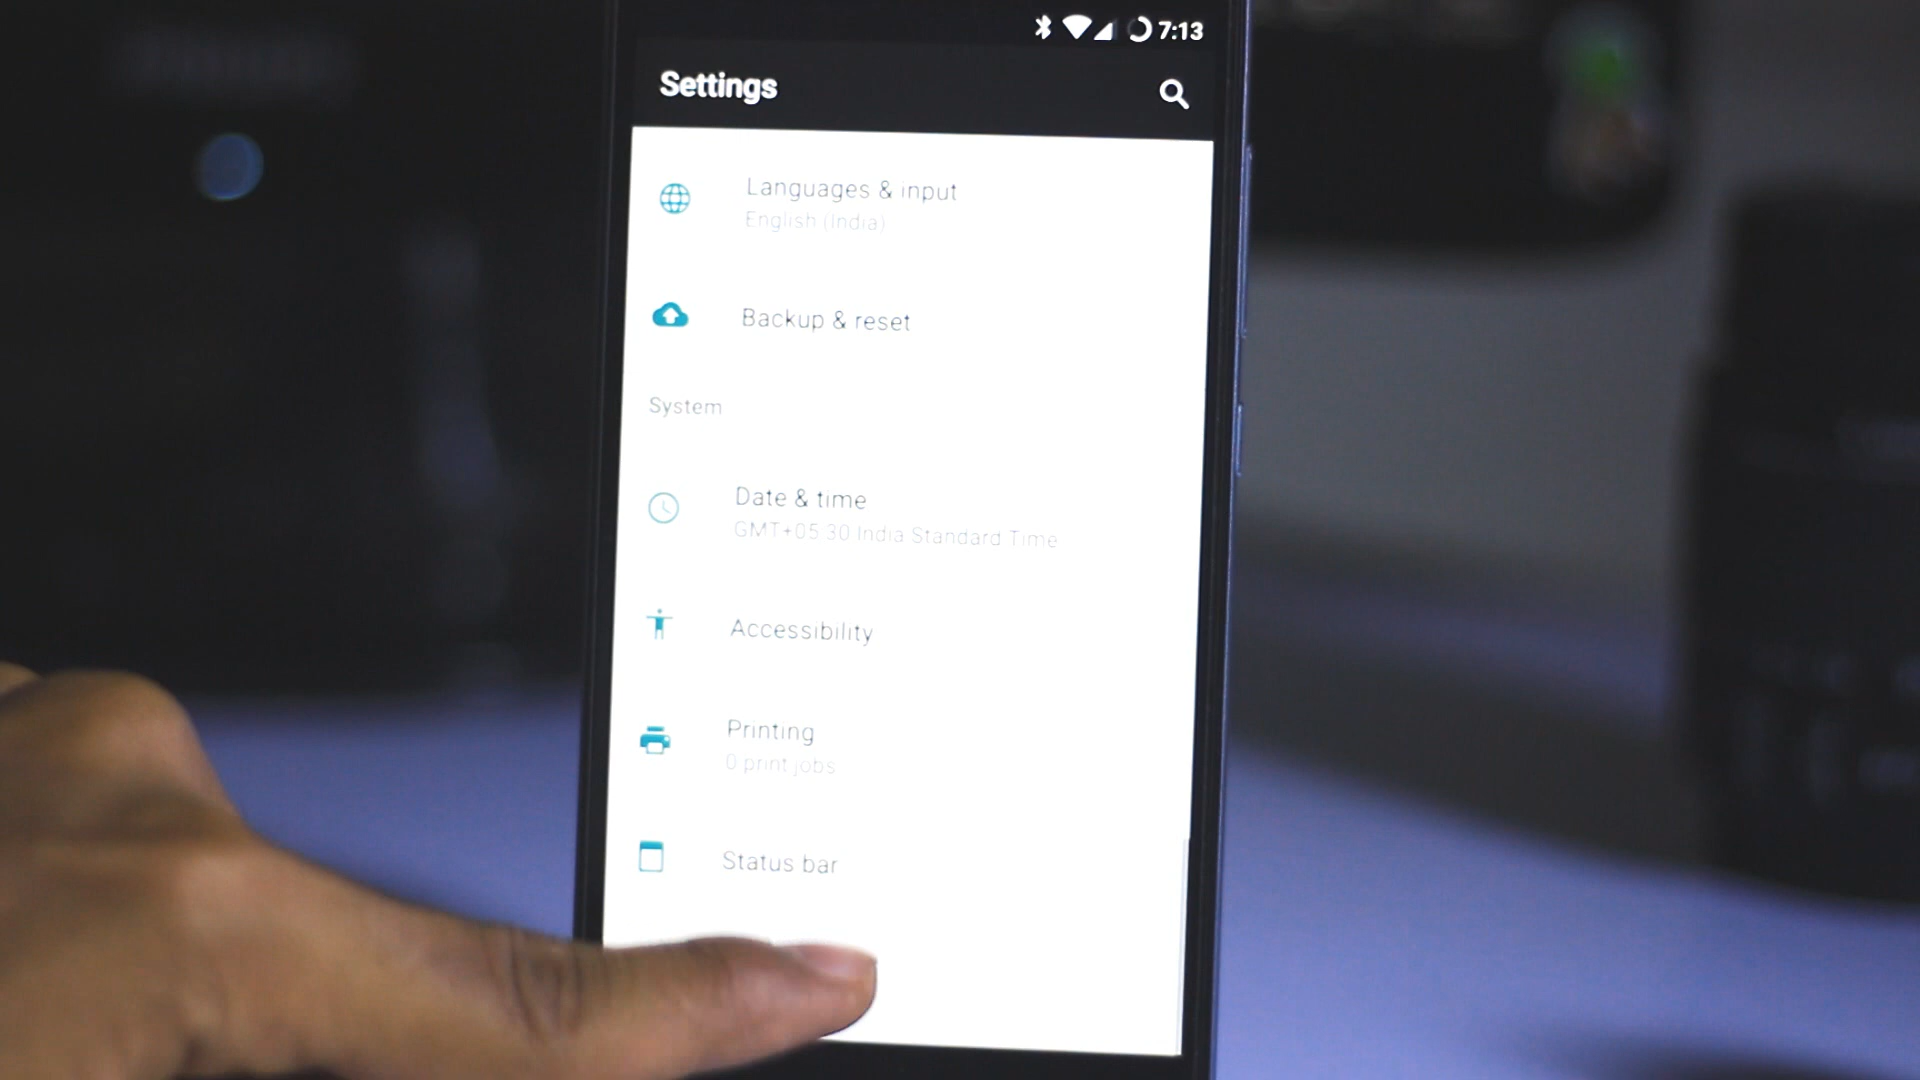 7:13
Settings
Languages & input
English (India)
Backup & reset
System
Date & time
GMT+05:30 India Standard Time
Accessibility
Printing
0 print jobs
Status bar